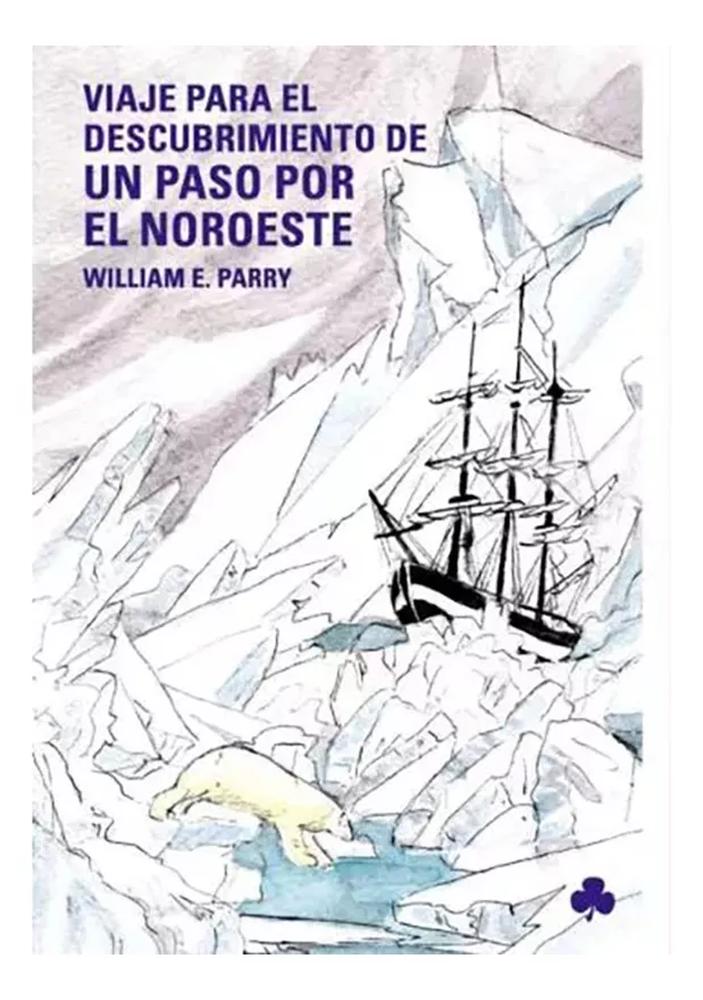 VIAJE PARA EL
DESCUBRIMIENTO DE
UN PASO POR
EL NOROESTE
WILLIAM E. PARRY